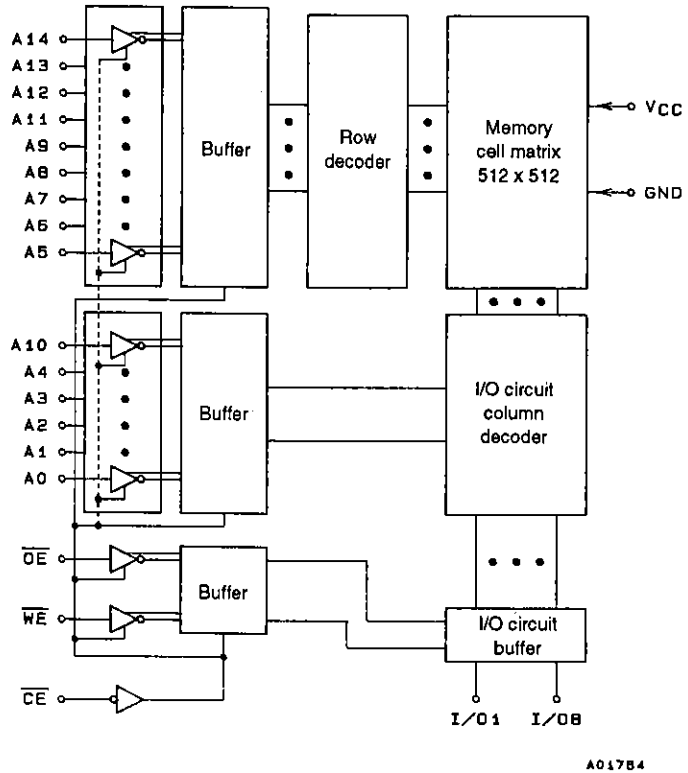 A14
A13
A12
A11
A9
A8
A7
A6
A5
Buffer
Row
decoder
Memory
cell matrix
512 x 512
VCC
GND
A10
A4
A3
A2
A1
A0
Buffer
I/O circuit
column
decoder
OE
WE
CE
Buffer
I/O circuit
buffer
I/O1
I/O8
A01784